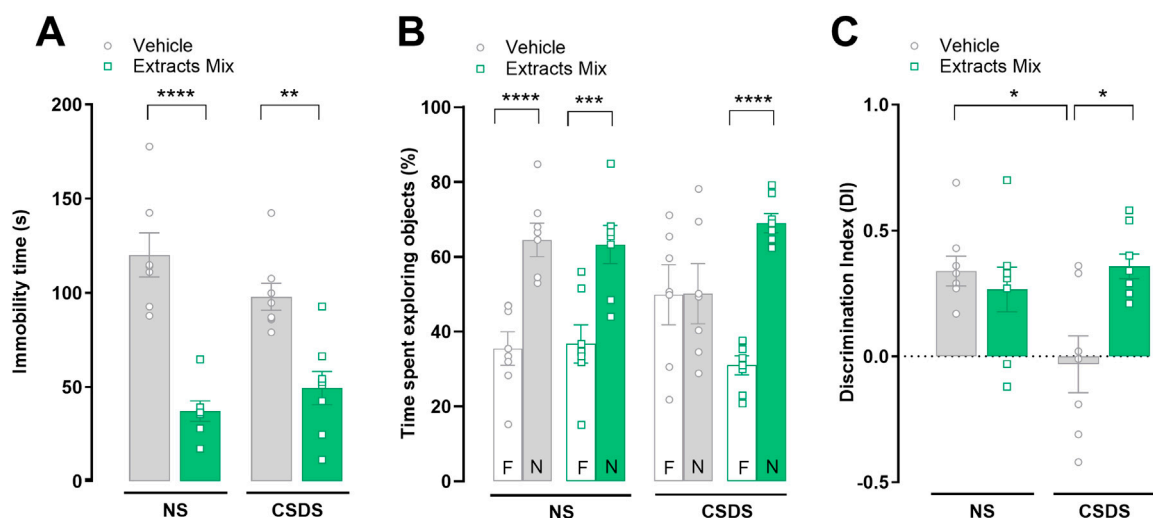 A
Vehicle
Extracts Mix
**** **
200
150
100
50
0
Immobility time (s)
NS CSDS
B
Vehicle
Extracts Mix
**** *** ****
100
80
60
40
20
0
Time spent exploring objects (%)
F N F N F N
NS CSDS
C
Vehicle
Extracts Mix
* *
1.0
0.5
0.0
-0.5
Discrimination Index (DI)
NS CSDS